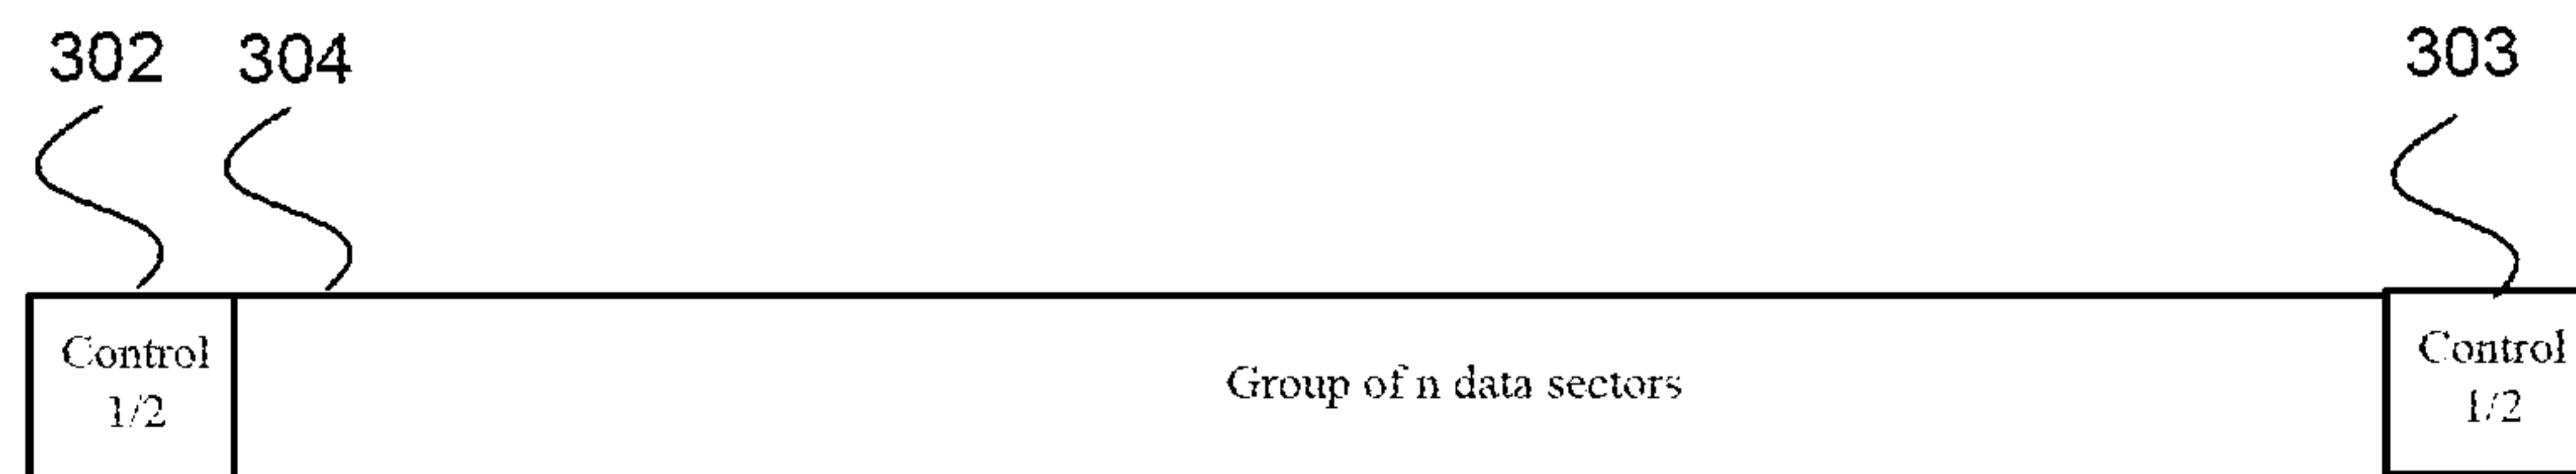 302 304 303
Control
1/2
Group of n data sectors
Control
1/2